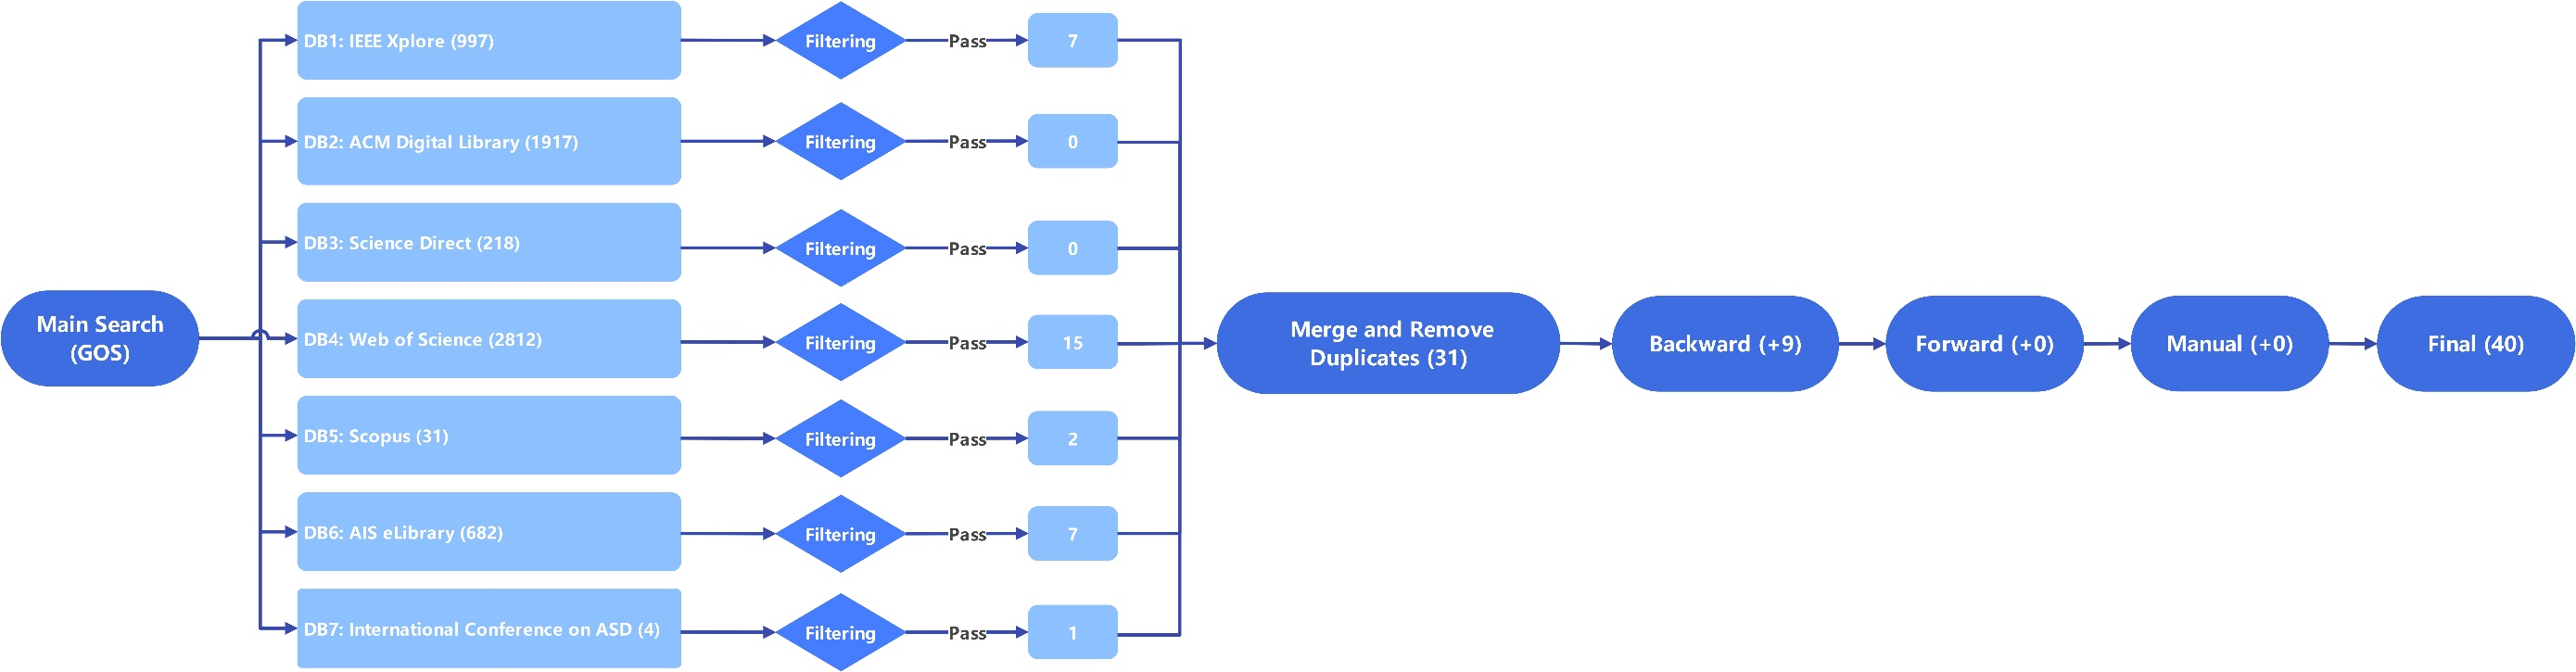 Main Search
(GOS)
DB1: IEEE Xplore (997)
Filtering
Pass
7
DB2: ACM Digital Library (1917)
Filtering
Pass
0
DB3: Science Direct (218)
Filtering
Pass
0
DB4: Web of Science (2812)
Filtering
Pass
15
DB5: Scopus (31)
Filtering
Pass
2
DB6: AIS eLibrary (682)
Filtering
Pass
7
DB7: International Conference on ASD (4)
Filtering
Pass
1
Merge and Remove
Duplicates (31)
Backward (+9)
Forward (+0)
Manual (+0)
Final (40)